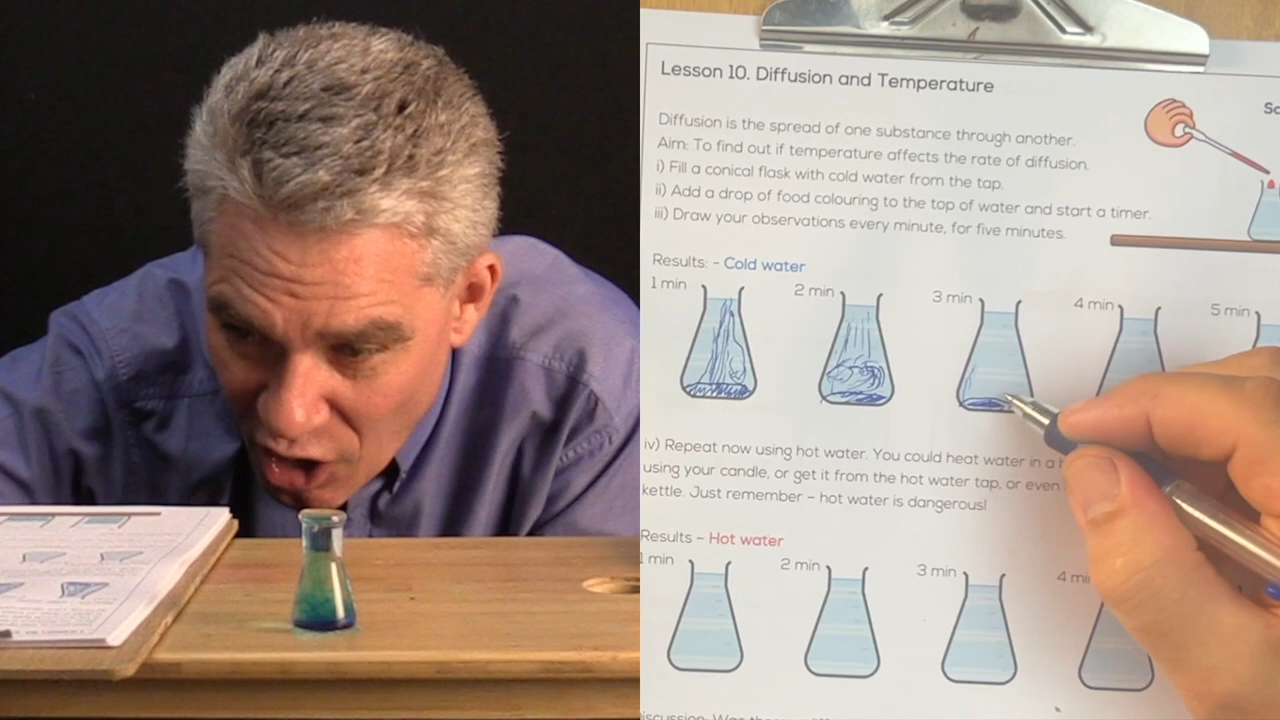 Lesson 10. Diffusion and Temperature
Diffusion is the spread of one substance through another.
Aim: To find out if temperature affects the rate of diffusion.
i) Fill a conical flask with cold water from the tap.
ii) Add a drop of food colouring to the top of water and start a timer.
iii) Draw your observations every minute, for five minutes.
Results: - Cold water
1 min 2 min 3 min 4 min 5 min
iv) Repeat now using hot water. You could heat water in a
using your candle, or get it from the hot water tap, or even
kettle. Just remember – hot water is dangerous!
Results – Hot water
1 min 2 min 3 min 4